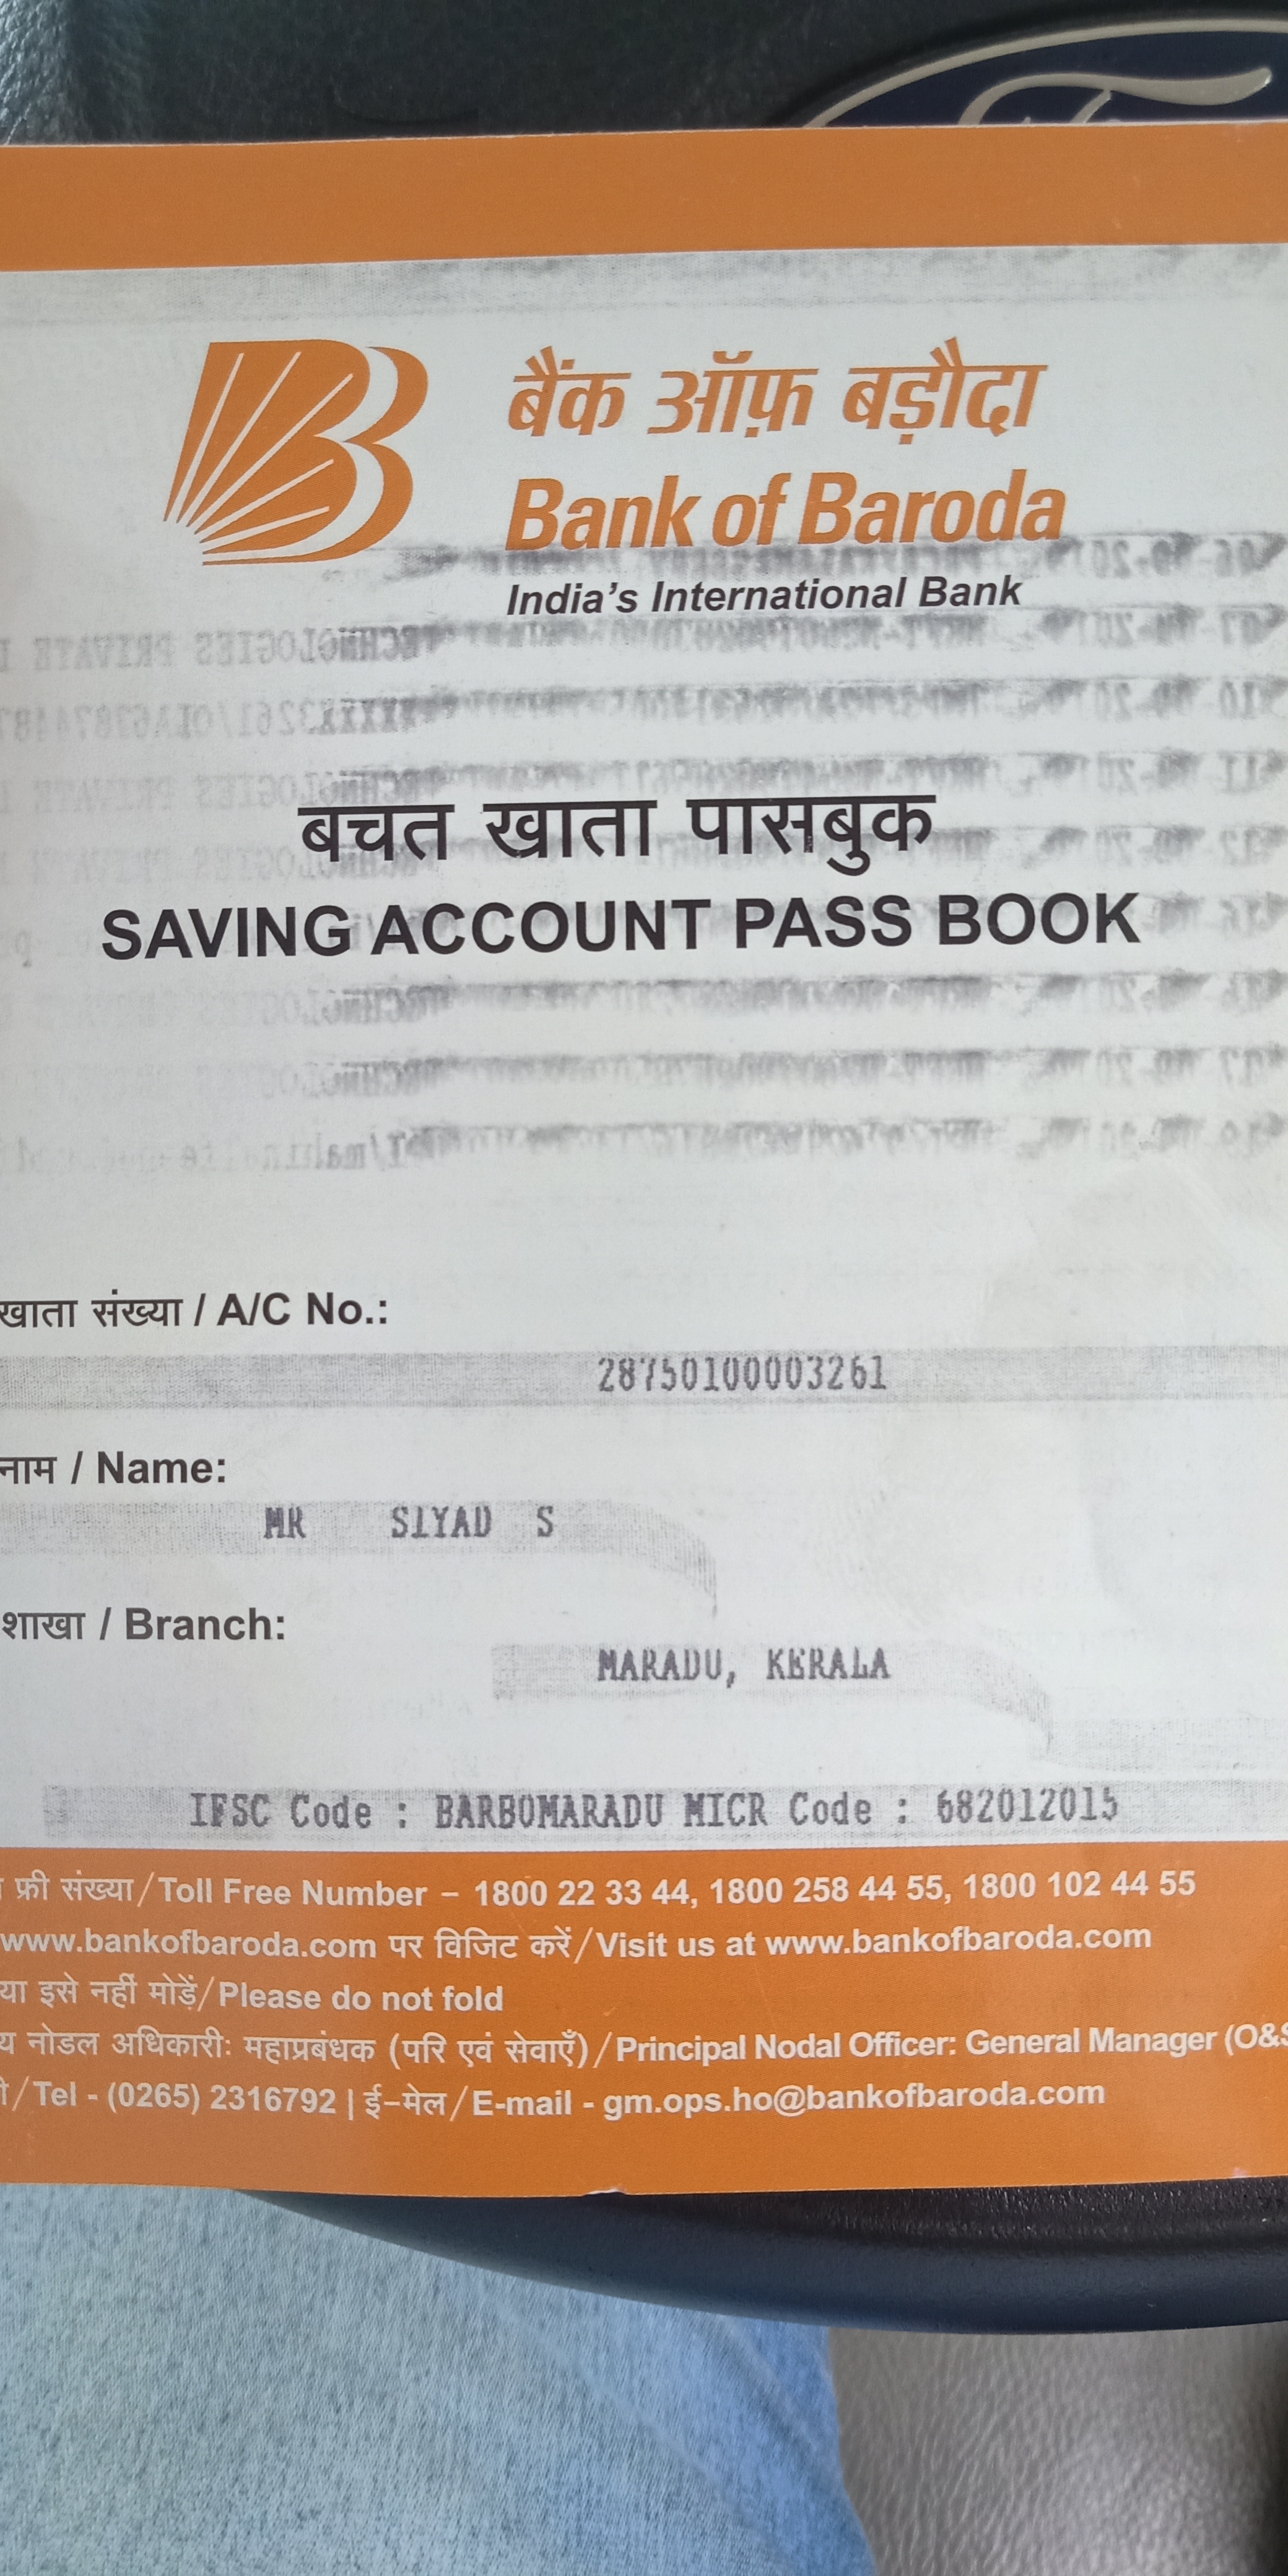 बैंक ऑफ़ बड़ौदा
Bank of Baroda
India's International Bank
बचत खाता पासबुक
SAVING ACCOUNT PASS BOOK
खाता संख्या / A/C No.:
28750100003261
नाम / Name:
MR SIYAD S
शाखा / Branch:
MARADU, KERALA
IFSC Code : BARB0MARADU MICR Code : 682012015
फ्री संख्या/Toll Free Number – 1800 22 33 44, 1800 258 44 55, 1800 102 44 55
www.bankofbaroda.com पर विजिट करें/Visit us at www.bankofbaroda.com
या इसे नहीं मोड़ें/Please do not fold
य नोडल अधिकारी: महाप्रबंधक (परि एवं सेवाएँ)/Principal Nodal Officer: General Manager (O&S
/Tel - (0265) 2316792 | ई-मेल/E-mail - gm.ops.ho@bankofbaroda.com